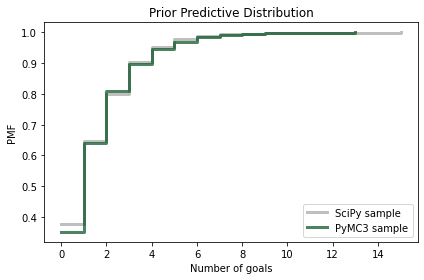 Prior Predictive Distribution
1.0
0.9
0.8
0.7
0.6
0.5
0.4
PMF
0 2 4 6 8 10 12 14
Number of goals
SciPy sample
PyMC3 sample